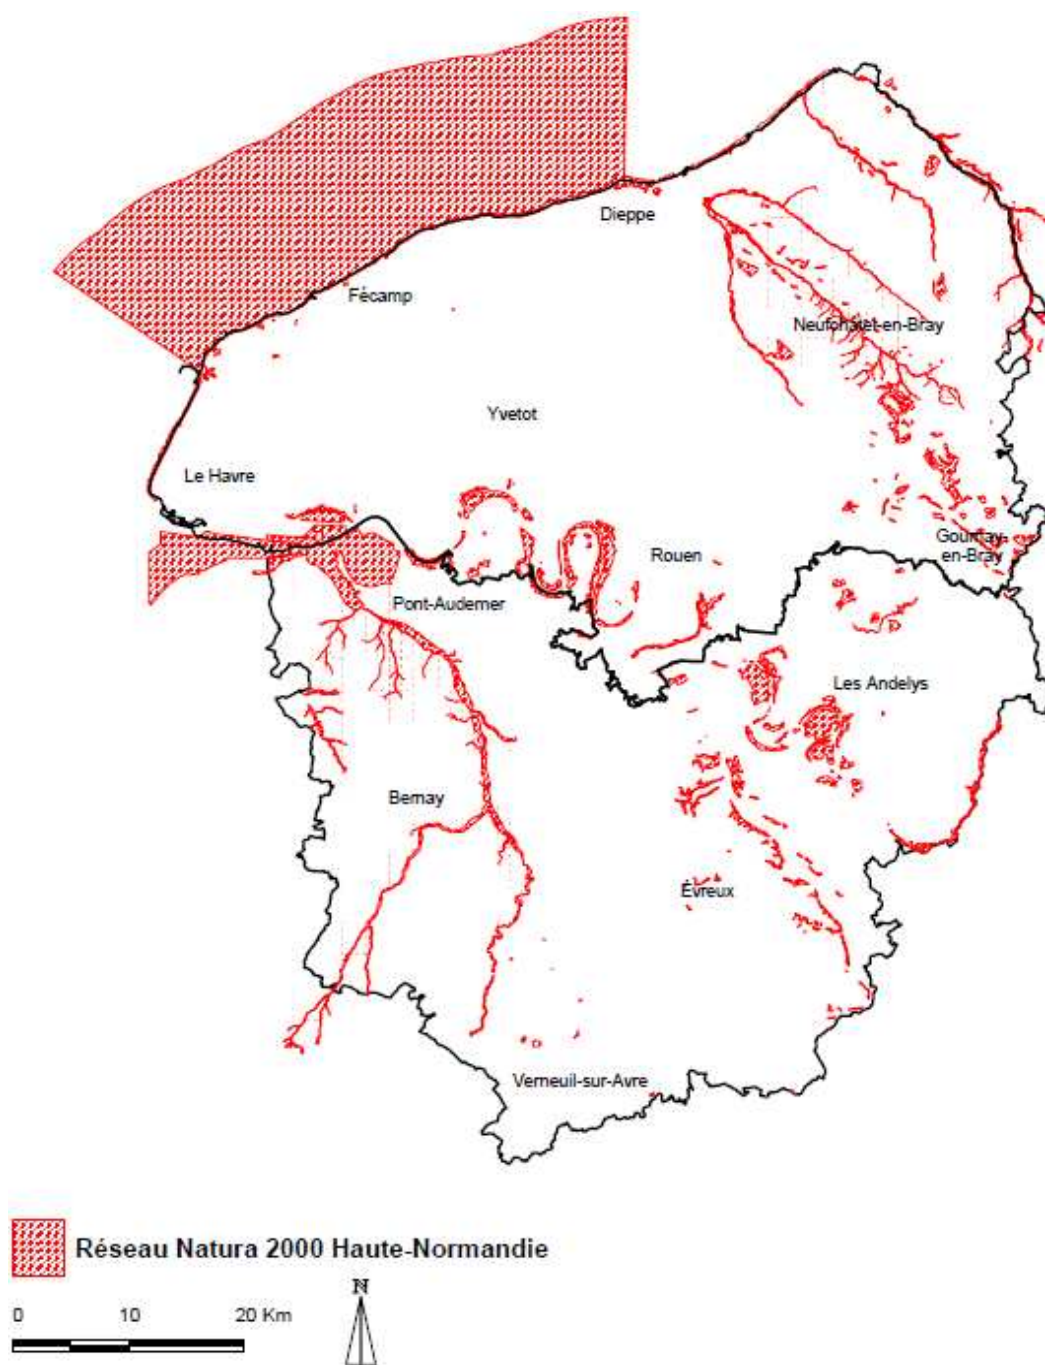 Dieppe
Fécamp
Neufchâtel-en-Bray
Yvetot
Le Havre
Gournay-
en-Bray
Rouen
Pont-Audemer
Les Andelys
Bernay
Évreux
Verneuil-sur-Avre
Réseau Natura 2000 Haute-Normandie
N
0 10 20 Km